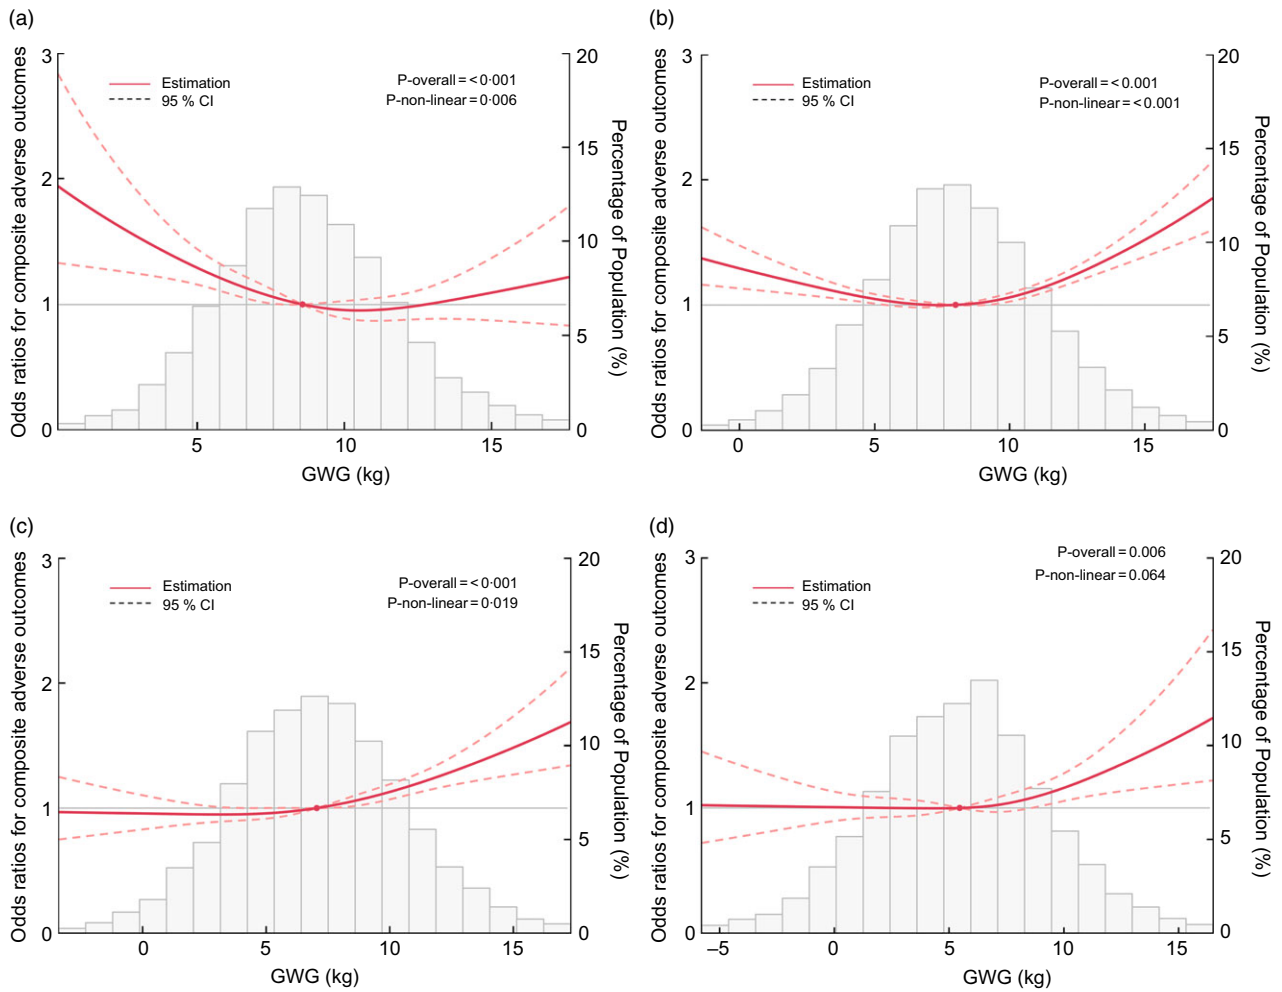 (a)
Odds ratios for composite adverse outcomes
3
2
1
0
Estimation
95 % CI
P-overall=<0·001
P-non-linear=0·006
20
15
10
5
0
Percentage of Population (%)
5
10
15
GWG (kg)
(b)
Odds ratios for composite adverse outcomes
3
2
1
0
Estimation
95 % CI
P-overall=<0.001
P-non-linear=<0.001
20
15
10
5
0
Percentage of Population (%)
0
5
10
15
GWG (kg)
(c)
Odds ratios for composite adverse outcomes
3
2
1
0
Estimation
95 % CI
P-overall=<0·001
P-non-linear=0·019
20
15
10
5
0
Percentage of Population (%)
0
5
10
15
GWG (kg)
(d)
Odds ratios for composite adverse outcomes
3
2
1
0
Estimation
95 % CI
P-overall=0.006
P-non-linear=0.064
20
15
10
5
0
Percentage of Population (%)
–5
0
5
10
15
GWG (kg)